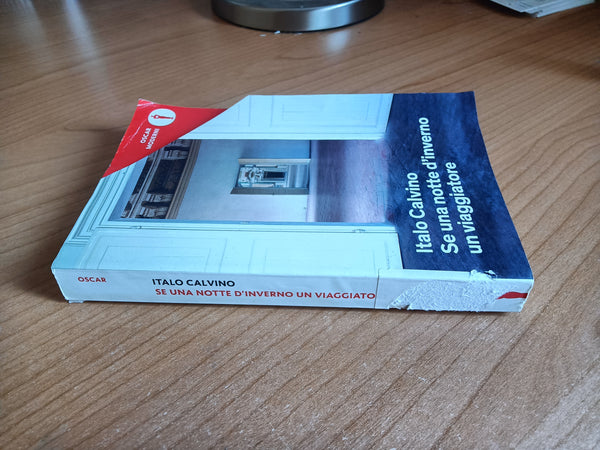 OSCAR
MODERNI
Italo Calvino
Se una notte d'inverno
un viaggiatore
OSCAR
ITALO CALVINO
SE UNA NOTTE D'INVERNO UN VIAGGIATO